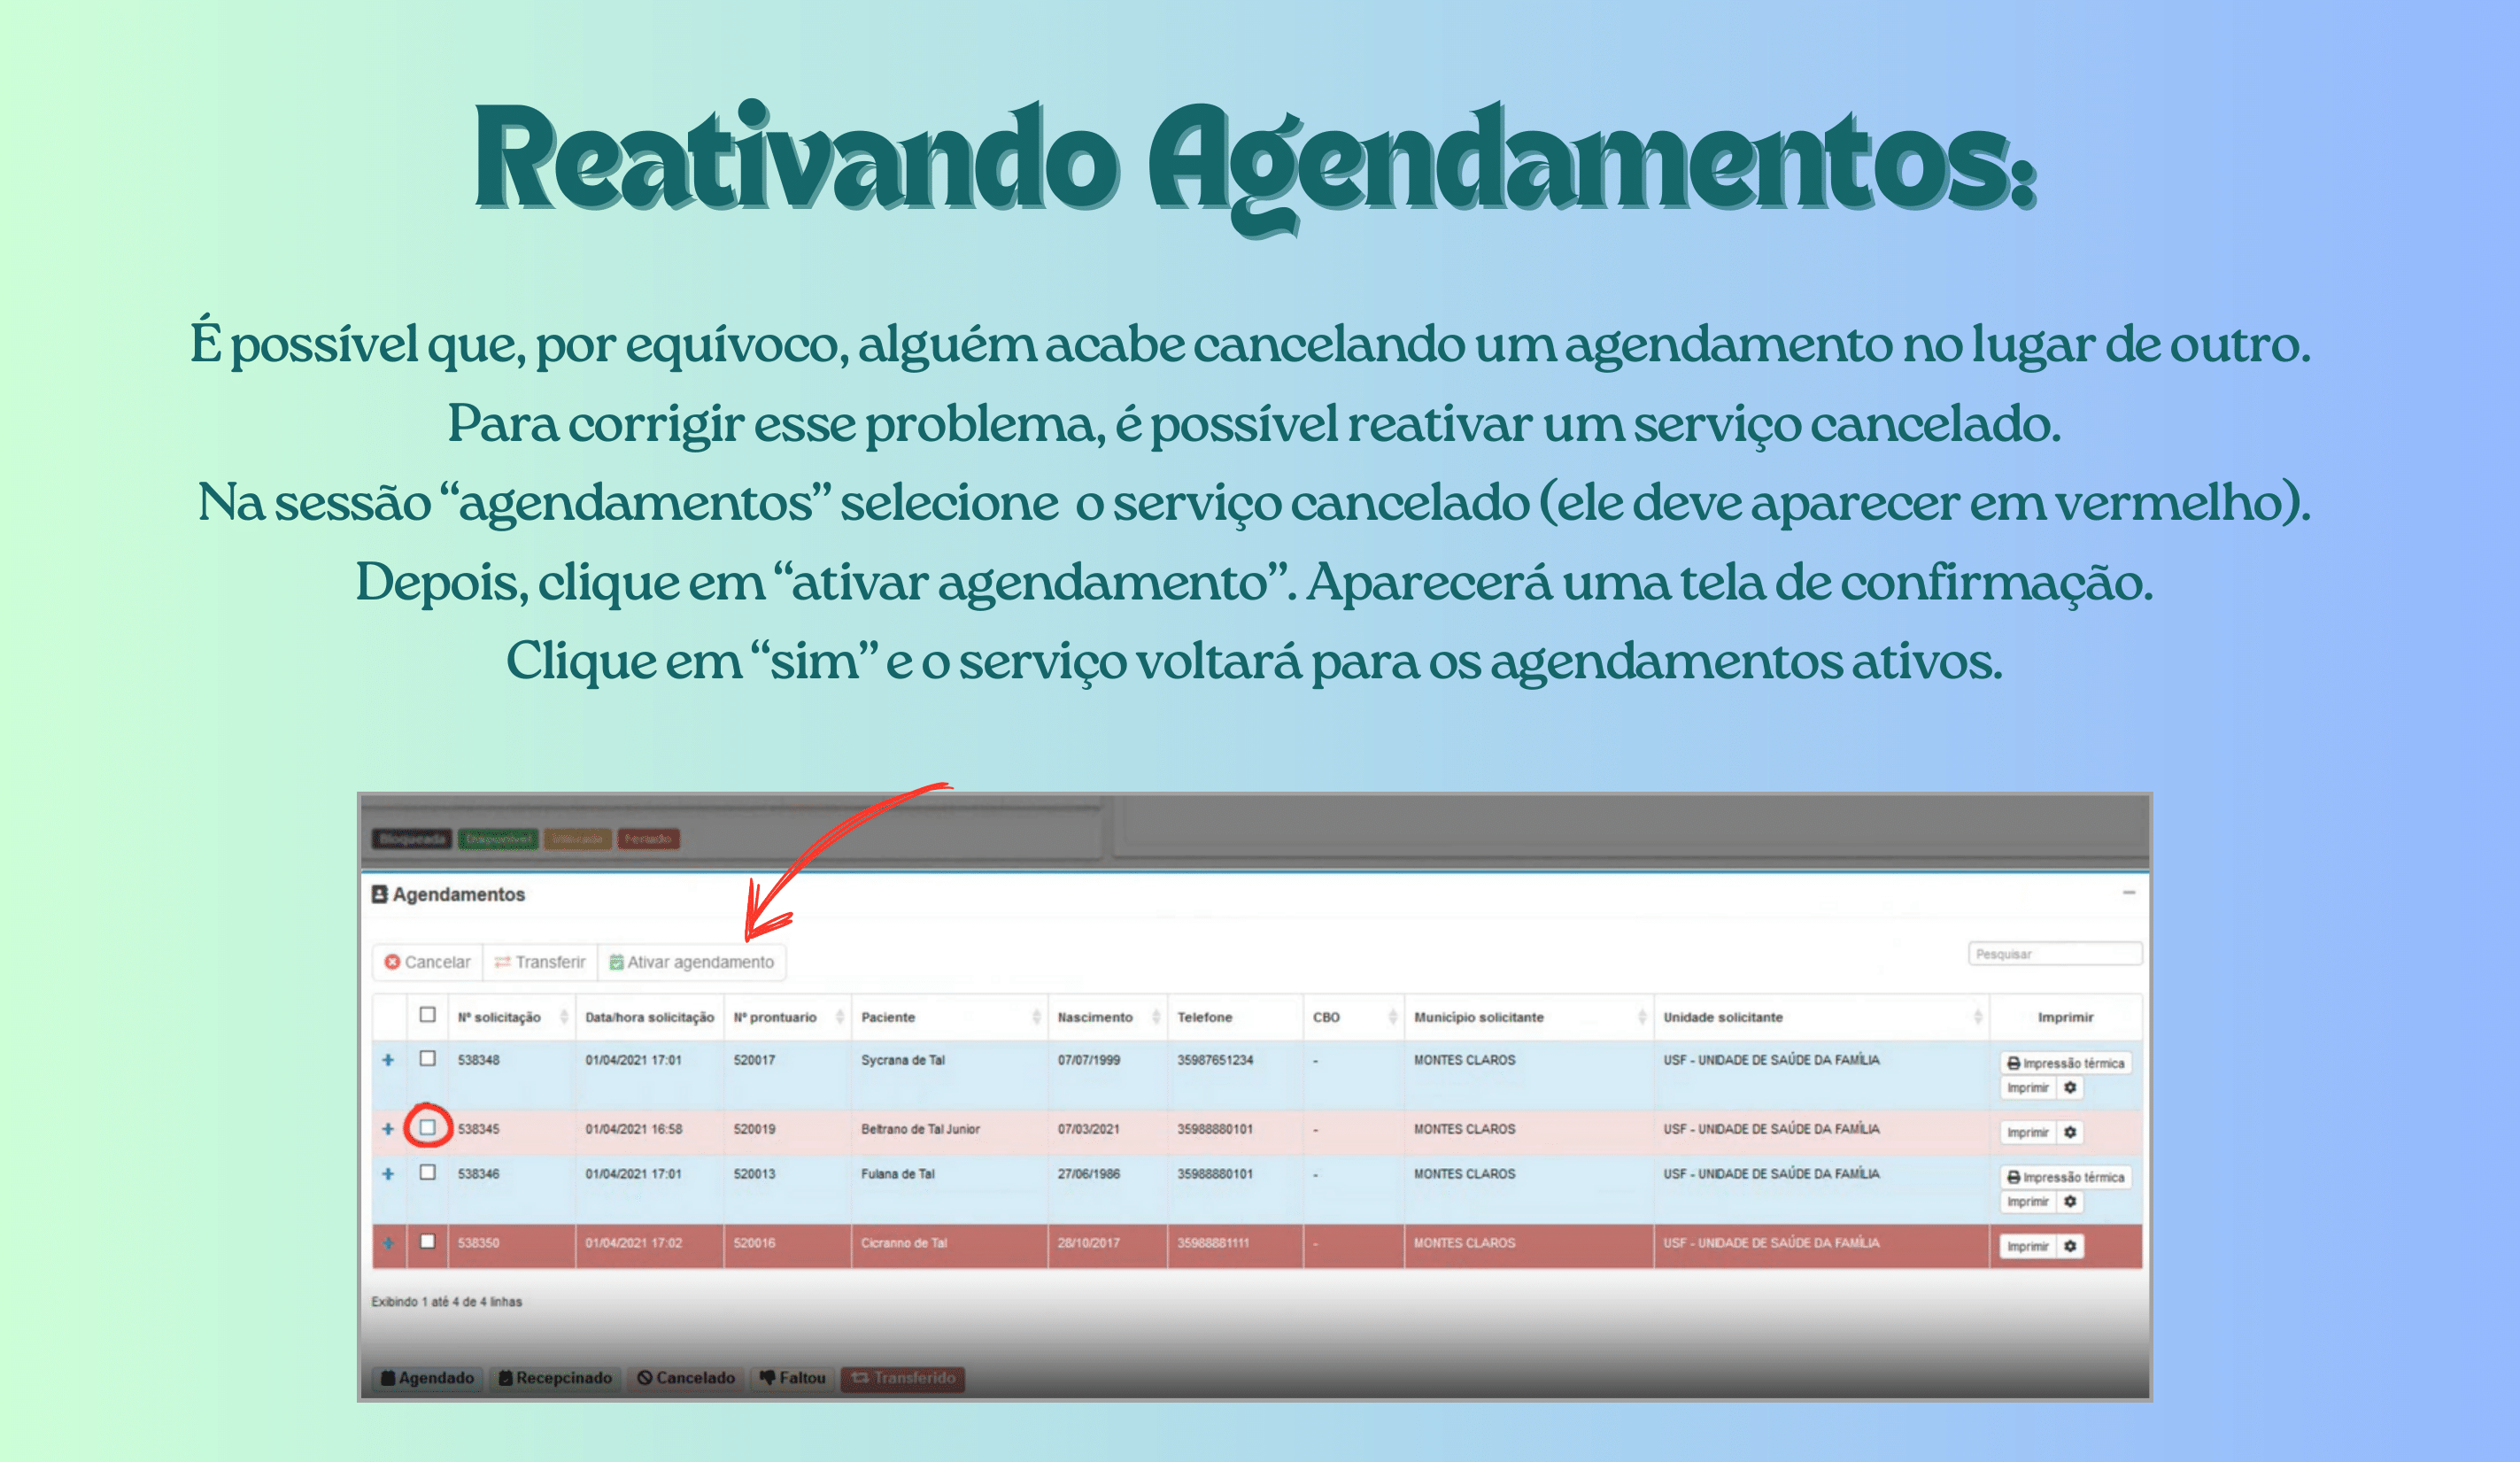 Reativando Agendamentos:
É possível que, por equívoco, alguém acabe cancelando um agendamento no lugar de outro.
Para corrigir esse problema, é possível reativar um serviço cancelado.
Na sessão “agendamentos” selecione o serviço cancelado (ele deve aparecer em vermelho).
Depois, clique em “ativar agendamento”. Aparecerá uma tela de confirmação.
Clique em “sim” e o serviço voltará para os agendamentos ativos.
Bloqueada Disponível Feriado
Agendamentos
Cancelar Transferir Ativar agendamento Pesquisar
Nº solicitação Data/hora solicitação Nº prontuario Paciente Nascimento Telefone CBO Município solicitante Unidade solicitante Imprimir
+ 538348 01/04/2021 17:01 520017 Sycrana de Tal 07/07/1999 35987651234 - MONTES CLAROS USF - UNIDADE DE SAÚDE DA FAMÍLIA Impressão térmica
Imprimir
+ 538345 01/04/2021 16:58 520019 Beltrano de Tal Junior 07/03/2021 35988880101 - MONTES CLAROS USF - UNIDADE DE SAÚDE DA FAMÍLIA Imprimir
+ 538346 01/04/2021 17:01 520013 Fulana de Tal 27/06/1986 35988880101 - MONTES CLAROS USF - UNIDADE DE SAÚDE DA FAMÍLIA Impressão térmica
Imprimir
+ 538350 01/04/2021 17:02 520016 Cicranno de Tal 28/10/2017 35988881111 - MONTES CLAROS USF - UNIDADE DE SAÚDE DA FAMÍLIA Imprimir
Exibindo 1 até 4 de 4 linhas
Agendado Recepcinado Cancelado Faltou Transferido